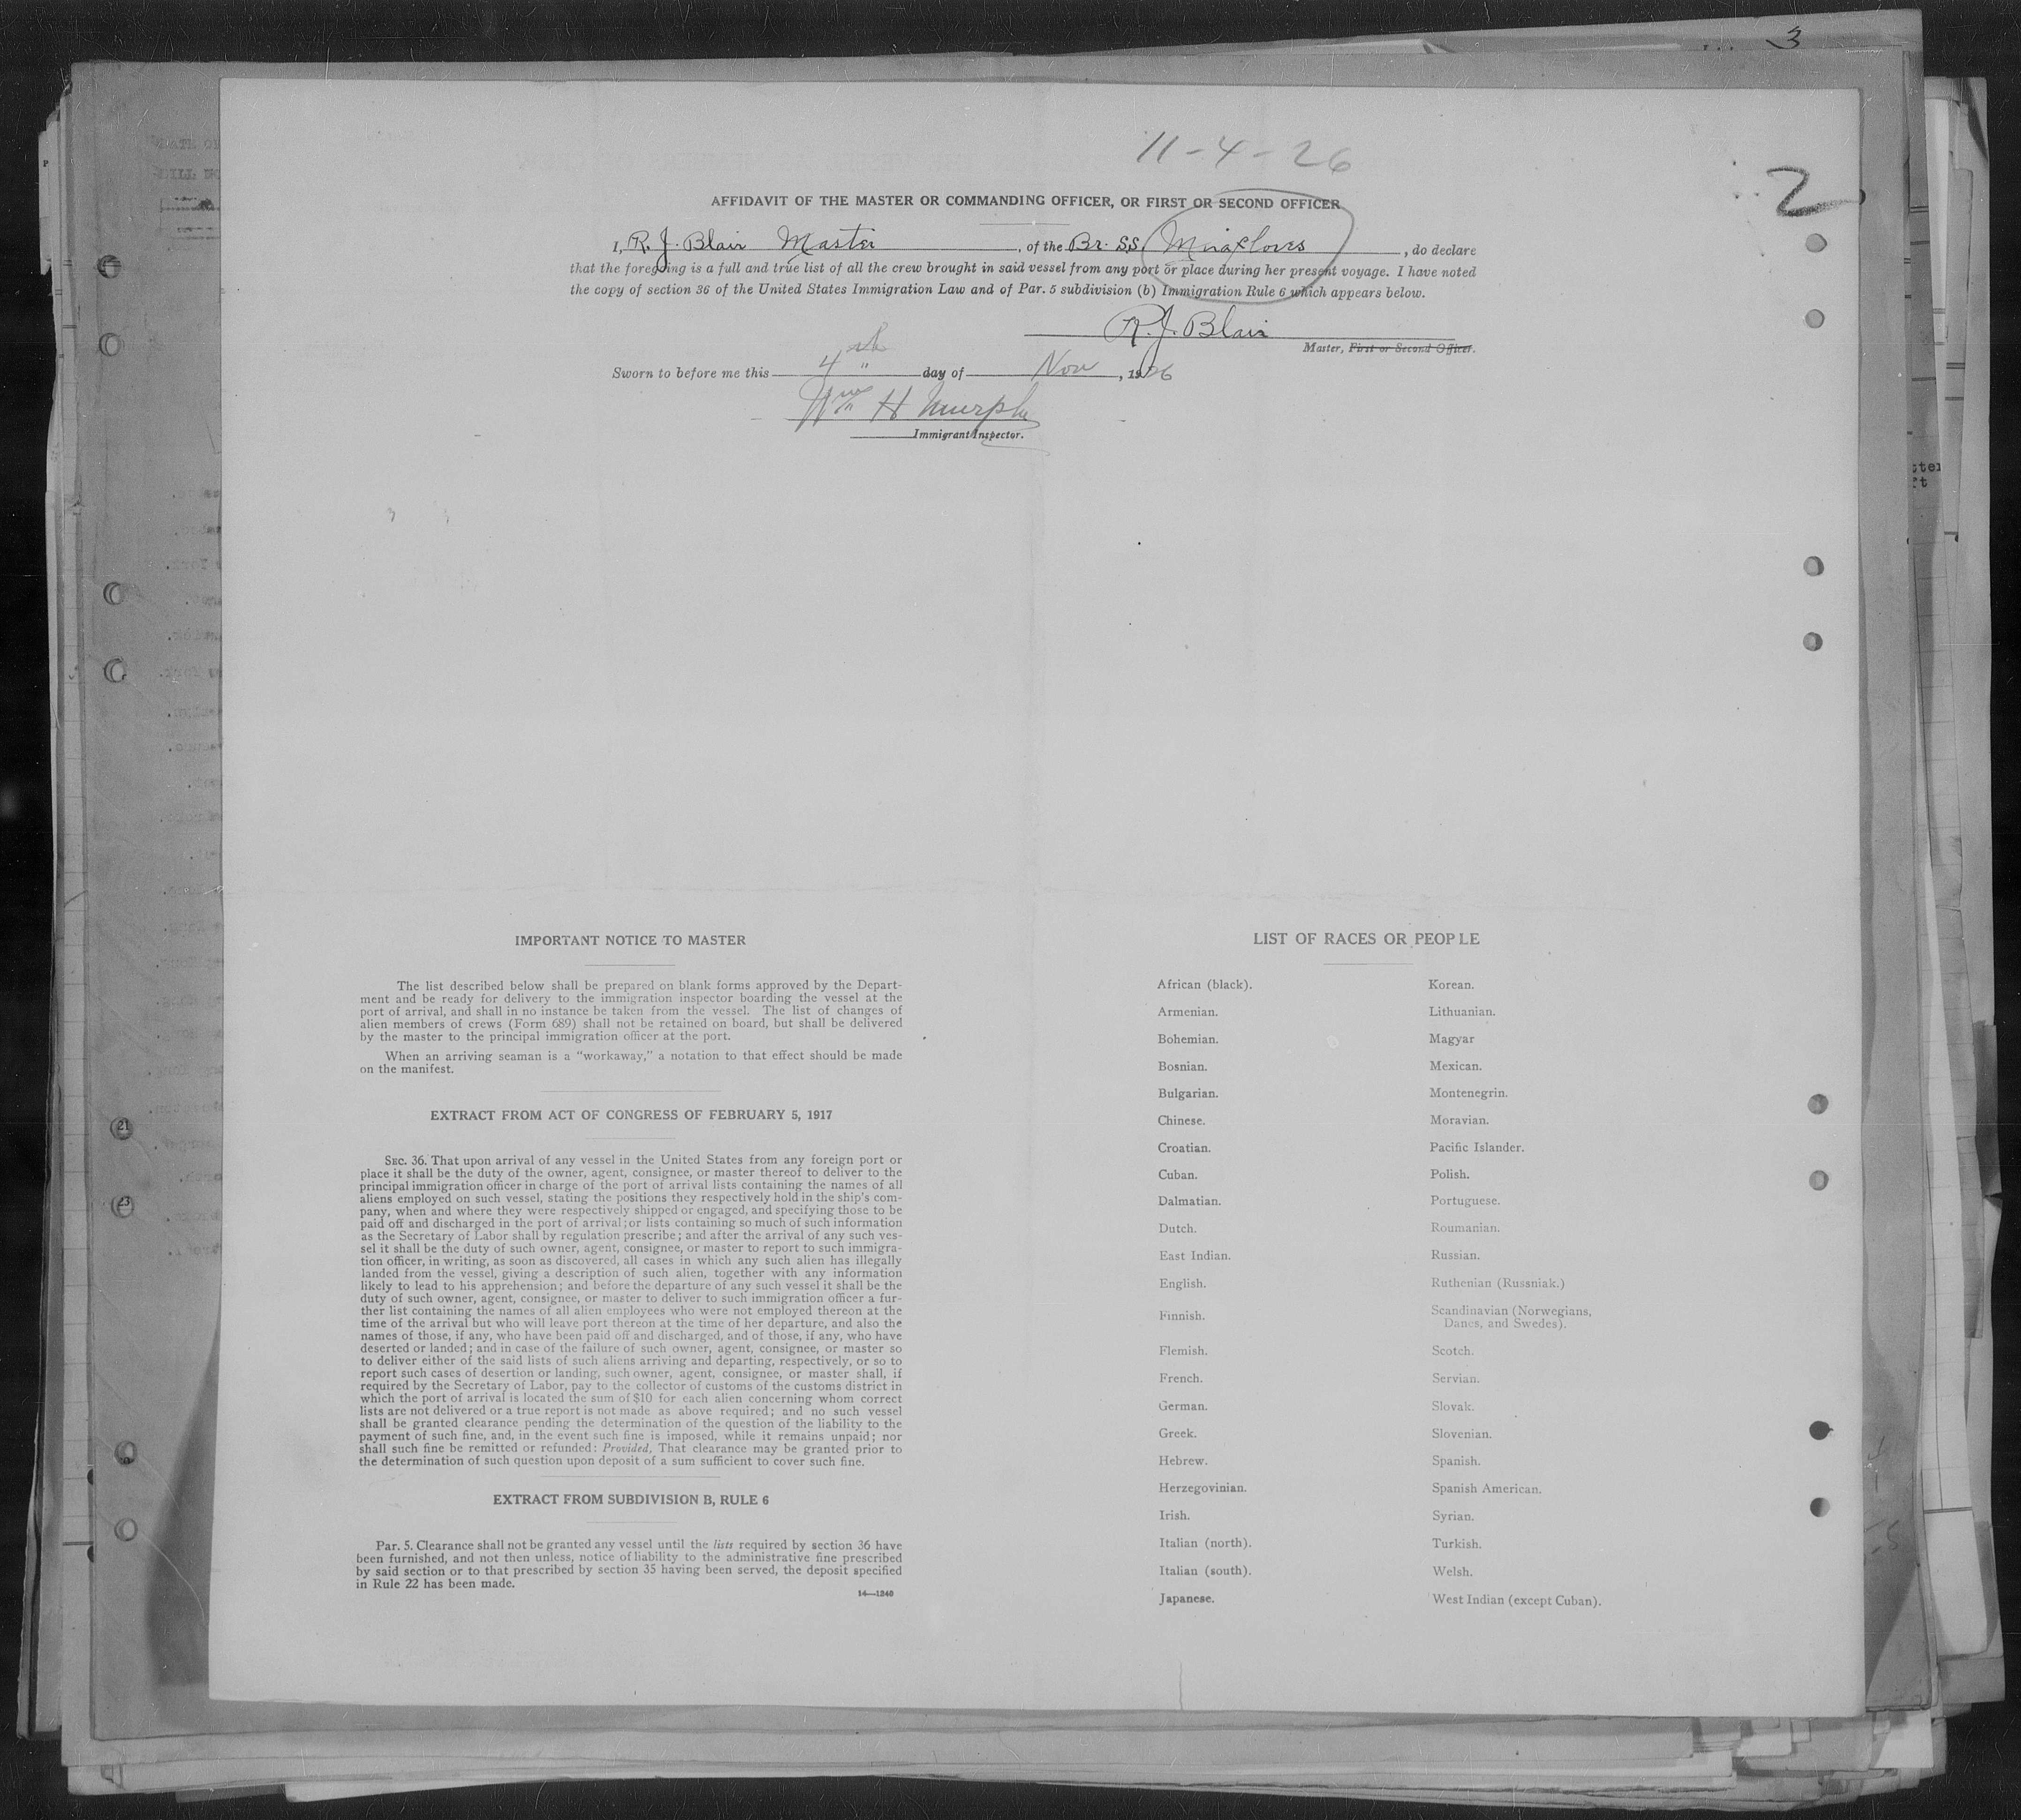 3
11-4-26
2
AFFIDAVIT OF THE MASTER OR COMMANDING OFFICER, OR FIRST OR SECOND OFFICER
I, R. J. Blair Master, of the Br. SS. Miraflores, do declare
that the foregoing is a full and true list of all the crew brought in said vessel from any port or place during her present voyage. I have noted
the copy of section 36 of the United States Immigration Law and of Par. 5 subdivision (b) Immigration Rule 6 which appears below.
R. J. Blair
Master, First or Second Officer.
Sworn to before me this 4th day of Nov, 1926
Wm H Murphy
Immigrant Inspector.
IMPORTANT NOTICE TO MASTER
The list described below shall be prepared on blank forms approved by the Depart-
ment and be ready for delivery to the immigration inspector boarding the vessel at the
port of arrival, and shall in no instance be taken from the vessel. The list of changes of
alien members of crews (Form 689) shall not be retained on board, but shall be delivered
by the master to the principal immigration officer at the port.
When an arriving seaman is a "workaway," a notation to that effect should be made
on the manifest.
EXTRACT FROM ACT OF CONGRESS OF FEBRUARY 5, 1917
SEC. 36. That upon arrival of any vessel in the United States from any foreign port or
place it shall be the duty of the owner, agent, consignee, or master thereof to deliver to the
principal immigration officer in charge of the port of arrival lists containing the names of all
aliens employed on such vessel, stating the positions they respectively hold in the ship's com-
pany, when and where they were respectively shipped or engaged, and specifying those to be
paid off and discharged in the port of arrival; or lists containing so much of such information
as the Secretary of Labor shall by regulation prescribe; and after the arrival of any such ves-
sel it shall be the duty of such owner, agent, consignee, or master to report to such immigra-
tion officer, in writing, as soon as discovered, all cases in which any such alien has illegally
landed from the vessel, giving a description of such alien, together with any information
likely to lead to his apprehension; and before the departure of any such vessel it shall be the
duty of such owner, agent, consignee, or master to deliver to such immigration officer a fur-
ther list containing the names of all alien employees who were not employed thereon at the
time of the arrival but who will leave port thereon at the time of her departure, and also the
names of those, if any, who have been paid off and discharged, and of those, if any, who have
deserted or landed; and in case of the failure of such owner, agent, consignee, or master so
to deliver either of the said lists of such aliens arriving and departing, respectively, or so to
report such cases of desertion or landing, such owner, agent, consignee, or master shall, if
required by the Secretary of Labor, pay to the collector of customs of the customs district in
which the port of arrival is located the sum of $10 for each alien concerning whom correct
lists are not delivered or a true report is not made as above required; and no such vessel
shall be granted clearance pending the determination of the question of the liability to the
payment of such fine, and, in the event such fine is imposed, while it remains unpaid; nor
shall such fine be remitted or refunded: Provided, That clearance may be granted prior to
the determination of such question upon deposit of a sum sufficient to cover such fine.
EXTRACT FROM SUBDIVISION B, RULE 6
Par. 5. Clearance shall not be granted any vessel until the lists required by section 36 have
been furnished, and not then unless, notice of liability to the administrative fine prescribed
by said section or to that prescribed by section 35 having been served, the deposit specified
in Rule 22 has been made.
14—1240
LIST OF RACES OR PEOPLE
African (black).
Armenian.
Bohemian.
Bosnian.
Bulgarian.
Chinese.
Croatian.
Cuban.
Dalmatian.
Dutch.
East Indian.
English.
Finnish.
Flemish.
French.
German.
Greek.
Hebrew.
Herzegovinian.
Irish.
Italian (north).
Italian (south).
Japanese.
Korean.
Lithuanian.
Magyar
Mexican.
Montenegrin.
Moravian.
Pacific Islander.
Polish.
Portuguese.
Roumanian.
Russian.
Ruthenian (Russniak.)
Scandinavian (Norwegians,
Danes, and Swedes).
Scotch.
Servian.
Slovak.
Slovenian.
Spanish.
Spanish American.
Syrian.
Turkish.
Welsh.
West Indian (except Cuban).
21
23